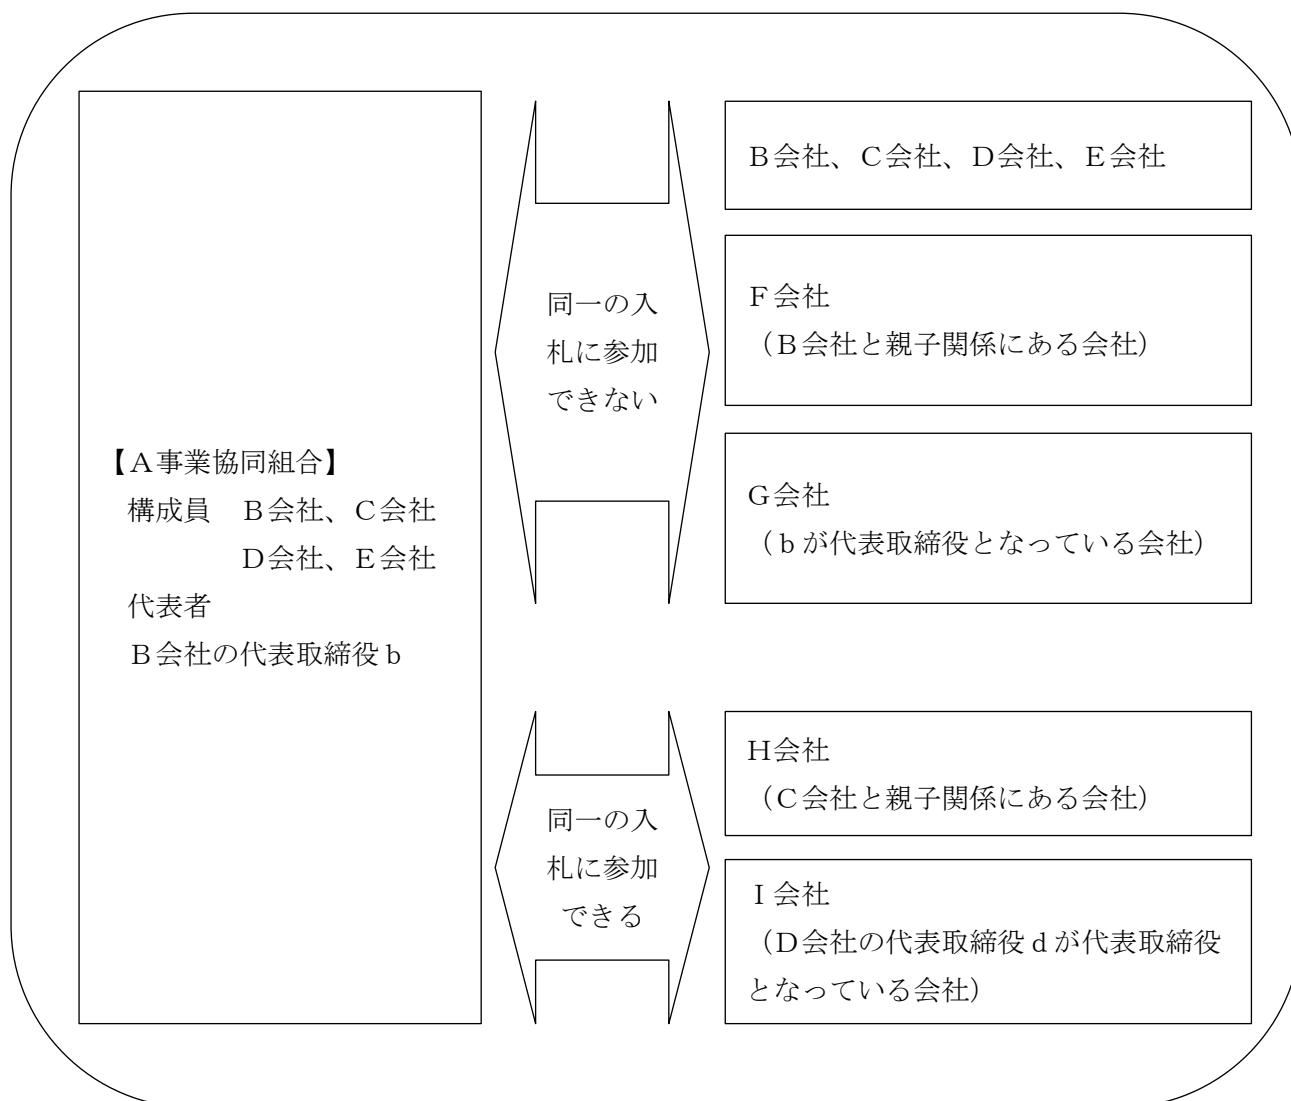 【A事業協同組合】
構成員　B会社、C会社
D会社、E会社
代表者
B会社の代表取締役b
同一の入
札に参加
できない
B会社、C会社、D会社、E会社
F会社
（B会社と親子関係にある会社）
G会社
（bが代表取締役となっている会社）
同一の入
札に参加
できる
H会社
（C会社と親子関係にある会社）
I会社
（D会社の代表取締役dが代表取締役
となっている会社）